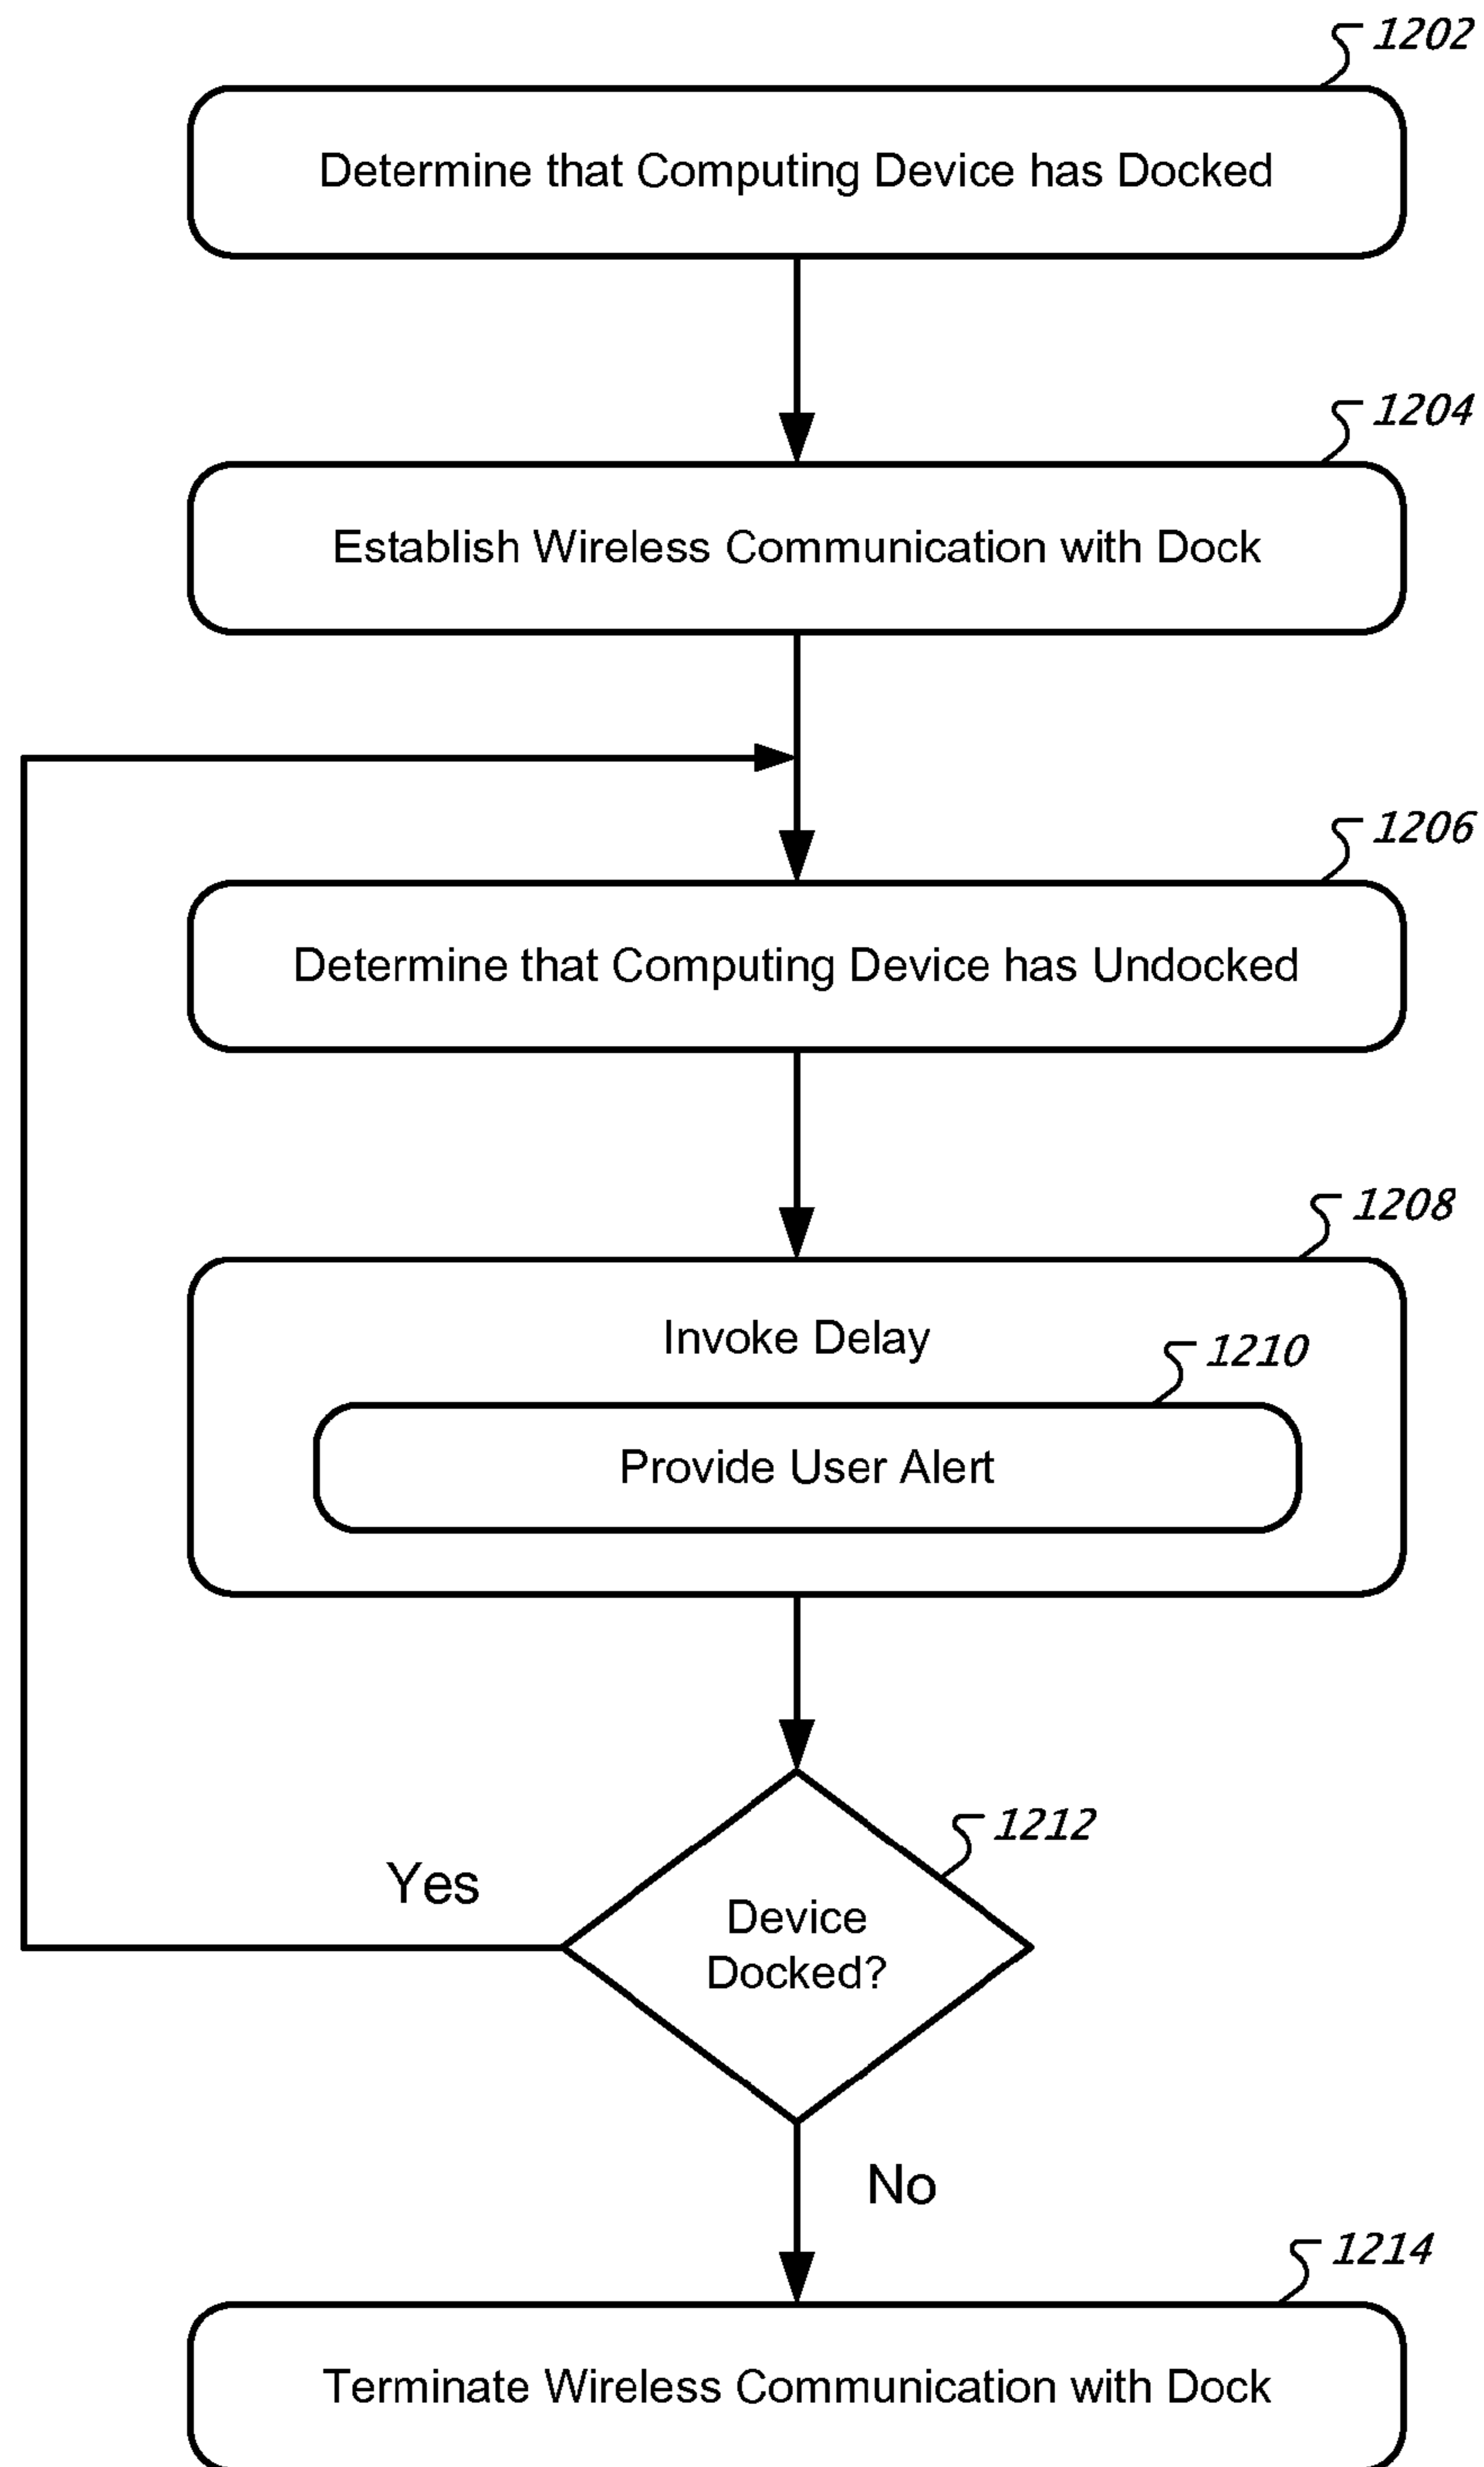 1202
Determine that Computing Device has Docked
1204
Establish Wireless Communication with Dock
1206
Determine that Computing Device has Undocked
1208
Invoke Delay
1210
Provide User Alert
1212
Yes
Device
Docked?
No
1214
Terminate Wireless Communication with Dock